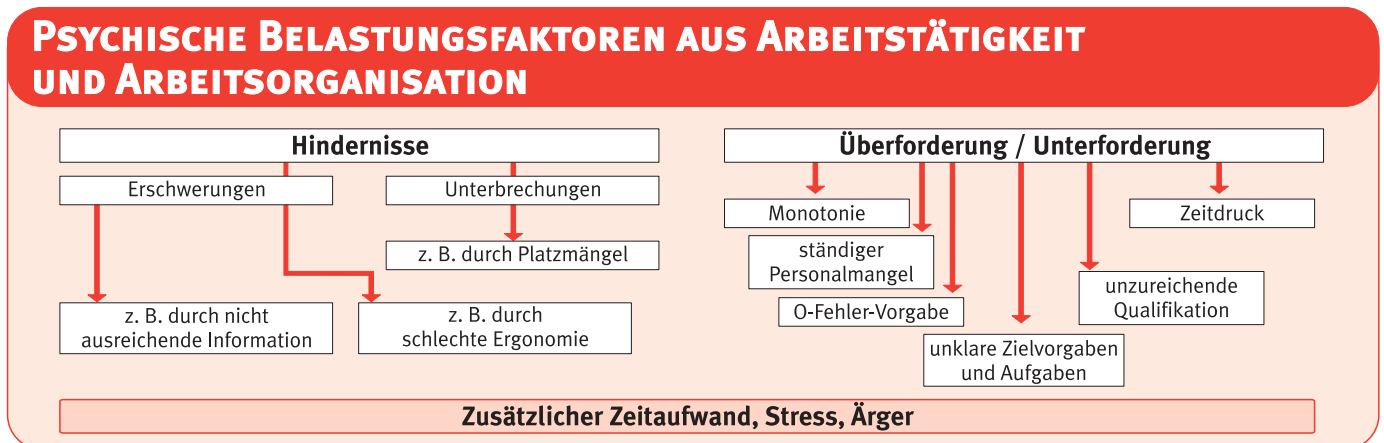 PSYCHISCHE BELASTUNGSFAKTOREN AUS ARBEITSTÄTIGKEIT
UND ARBEITSORGANISATION
Hindernisse
Erschwerungen
Unterbrechungen
z. B. durch Platzmängel
z. B. durch nicht
ausreichende Information
z. B. durch
schlechte Ergonomie
Überforderung / Unterforderung
Monotonie
Zeitdruck
ständiger
Personalmangel
O-Fehler-Vorgabe
unzureichende
Qualifikation
unklare Zielvorgaben
und Aufgaben
Zusätzlicher Zeitaufwand, Stress, Ärger